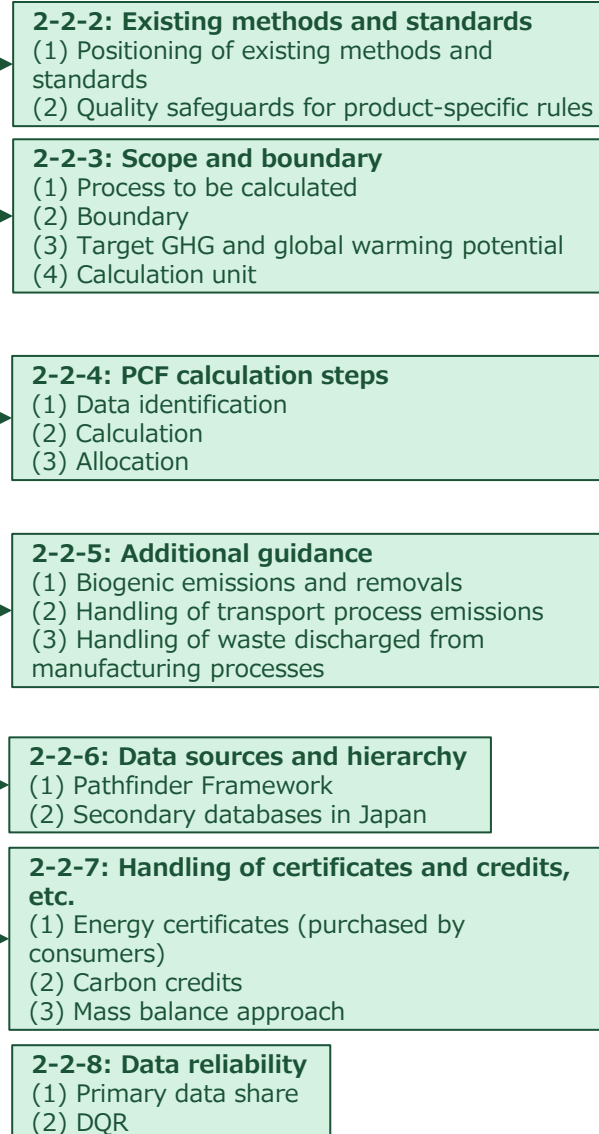 2-2-2: Existing methods and standards
(1) Positioning of existing methods and
standards
(2) Quality safeguards for product-specific rules
2-2-3: Scope and boundary
(1) Process to be calculated
(2) Boundary
(3) Target GHG and global warming potential
(4) Calculation unit
2-2-4: PCF calculation steps
(1) Data identification
(2) Calculation
(3) Allocation
2-2-5: Additional guidance
(1) Biogenic emissions and removals
(2) Handling of transport process emissions
(3) Handling of waste discharged from
manufacturing processes
2-2-6: Data sources and hierarchy
(1) Pathfinder Framework
(2) Secondary databases in Japan
2-2-7: Handling of certificates and credits,
etc.
(1) Energy certificates (purchased by
consumers)
(2) Carbon credits
(3) Mass balance approach
2-2-8: Data reliability
(1) Primary data share
(2) DQR